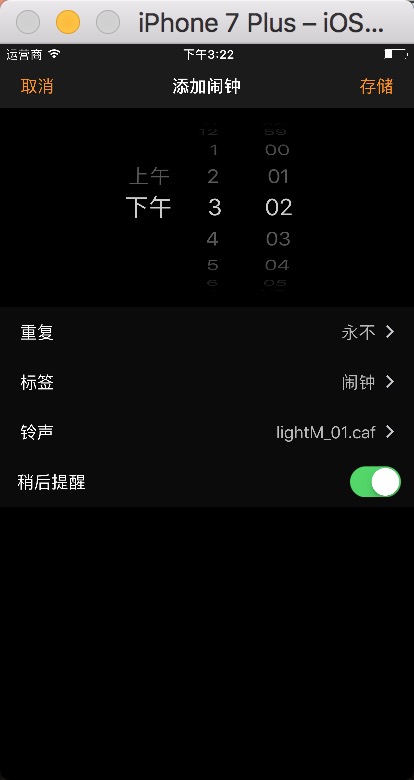 iPhone 7 Plus – iOS...
运营商 下午3:22
取消 添加闹钟 存储
12 59
1 00
上午 2 01
下午 3 02
4 03
5 04
6 05
重复 永不
标签 闹钟
铃声 lightM_01.caf
稍后提醒